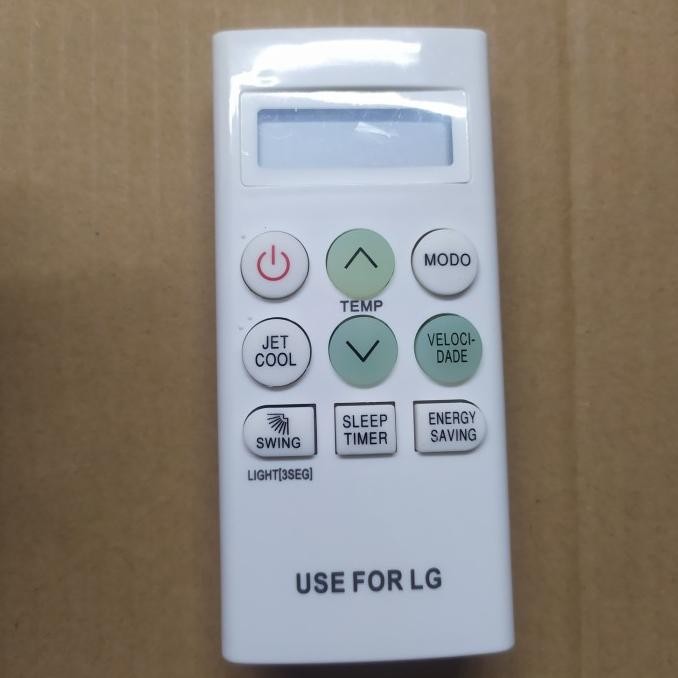 MODO
TEMP
JET
COOL
VELOCI-
DADE
SWING
SLEEP
TIMER
ENERGY
SAVING
LIGHT[3SEG]
USE FOR LG